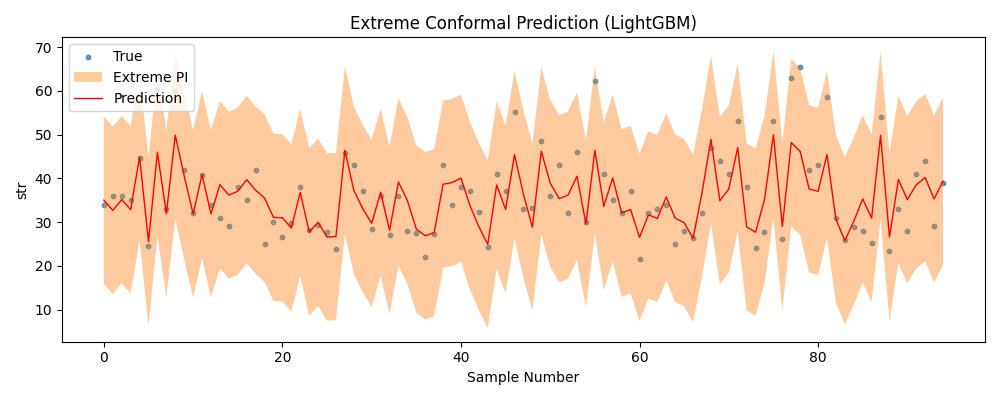 Extreme Conformal Prediction (LightGBM)
True
Extreme PI
Prediction
str
70
60
50
40
30
20
10
0 20 40 60 80
Sample Number